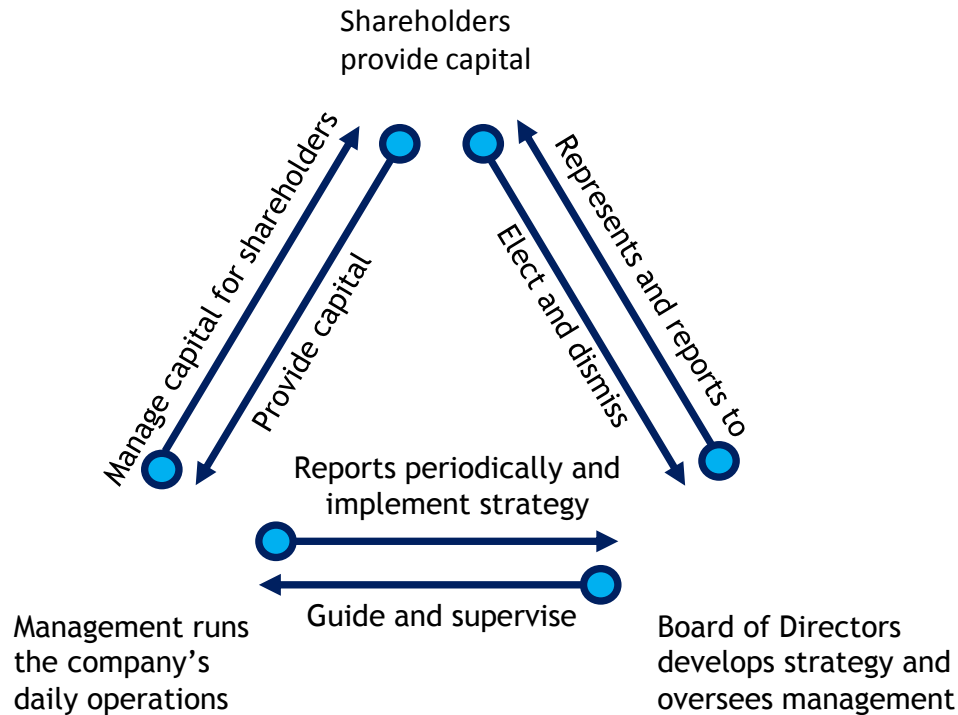 Shareholders
provide capital
Manage capital for shareholders
Provide capital
Elect and dismiss
Represents and reports to
Reports periodically and
implement strategy
Guide and supervise
Management runs
the company’s
daily operations
Board of Directors
develops strategy and
oversees management